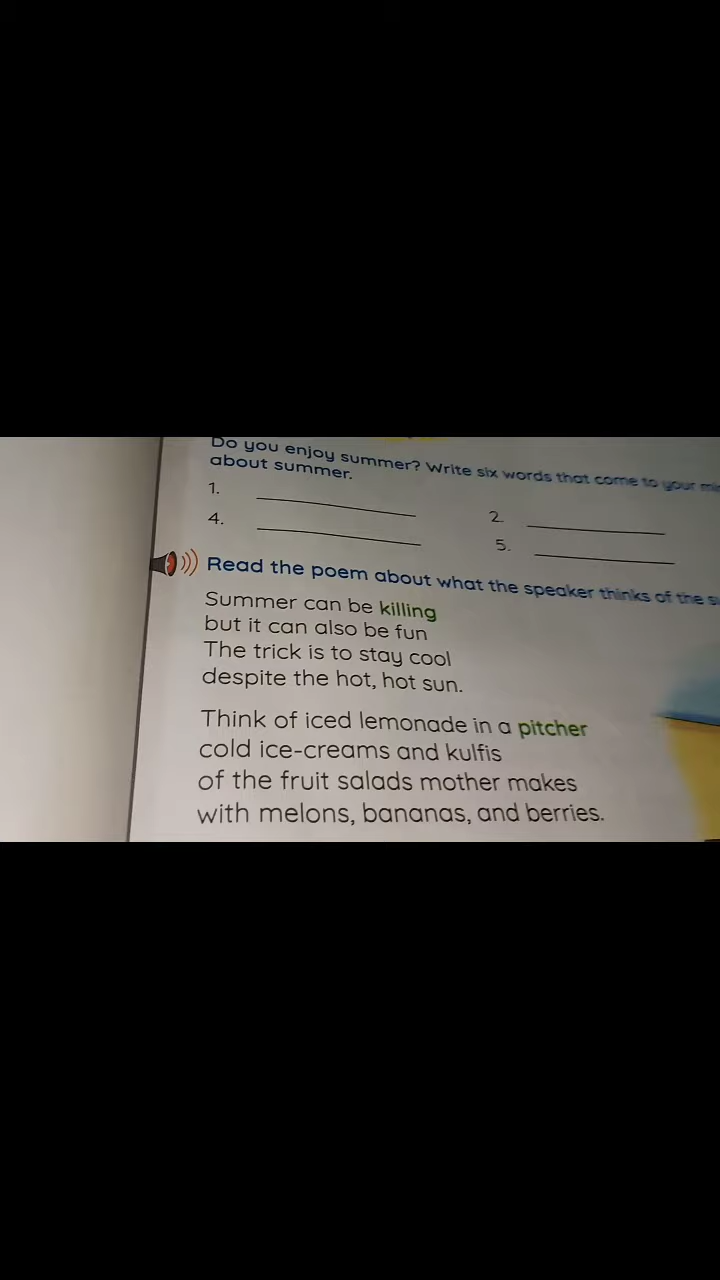 Do you enjoy summer? Write six words that come to your
about summer.
1. 2.
4. 5.
Read the poem about what the speaker thinks of the
Summer can be killing
but it can also be fun
The trick is to stay cool
despite the hot, hot sun.
Think of iced lemonade in a pitcher
cold ice-creams and kulfis
of the fruit salads mother makes
with melons, bananas, and berries.